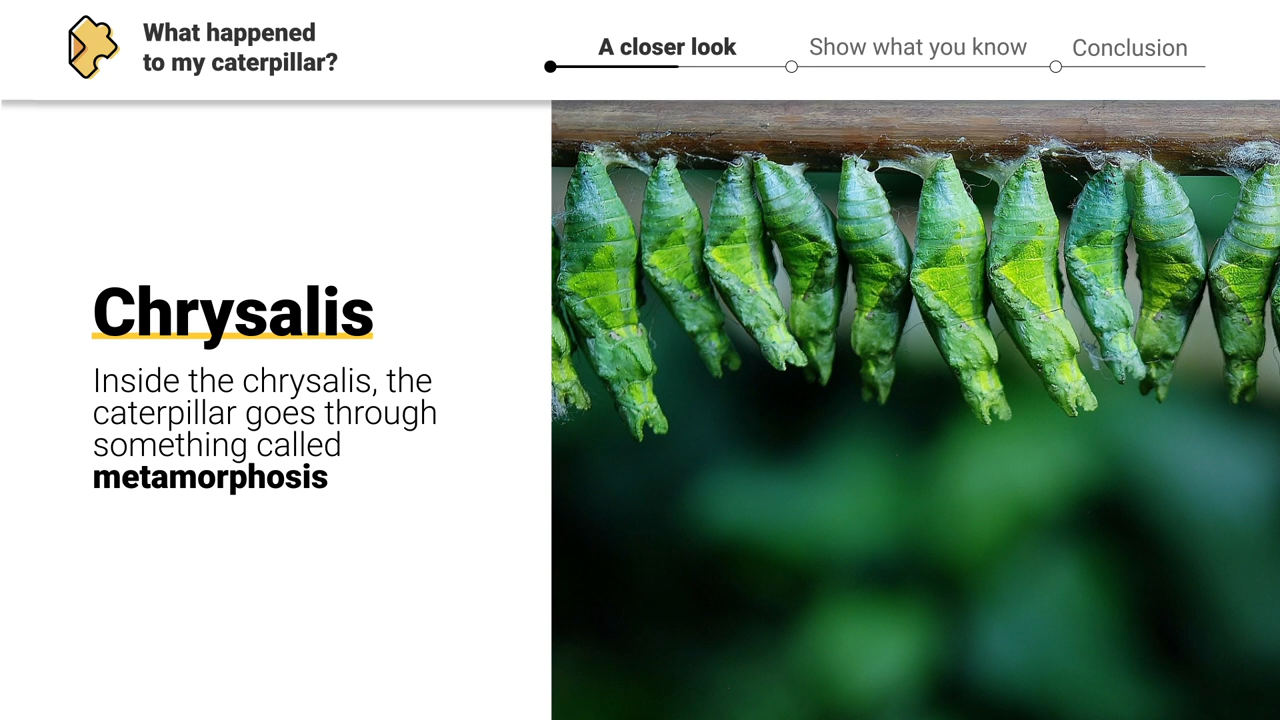 What happened
to my caterpillar?
A closer look
Show what you know
Conclusion
Chrysalis
Inside the chrysalis, the
caterpillar goes through
something called
metamorphosis